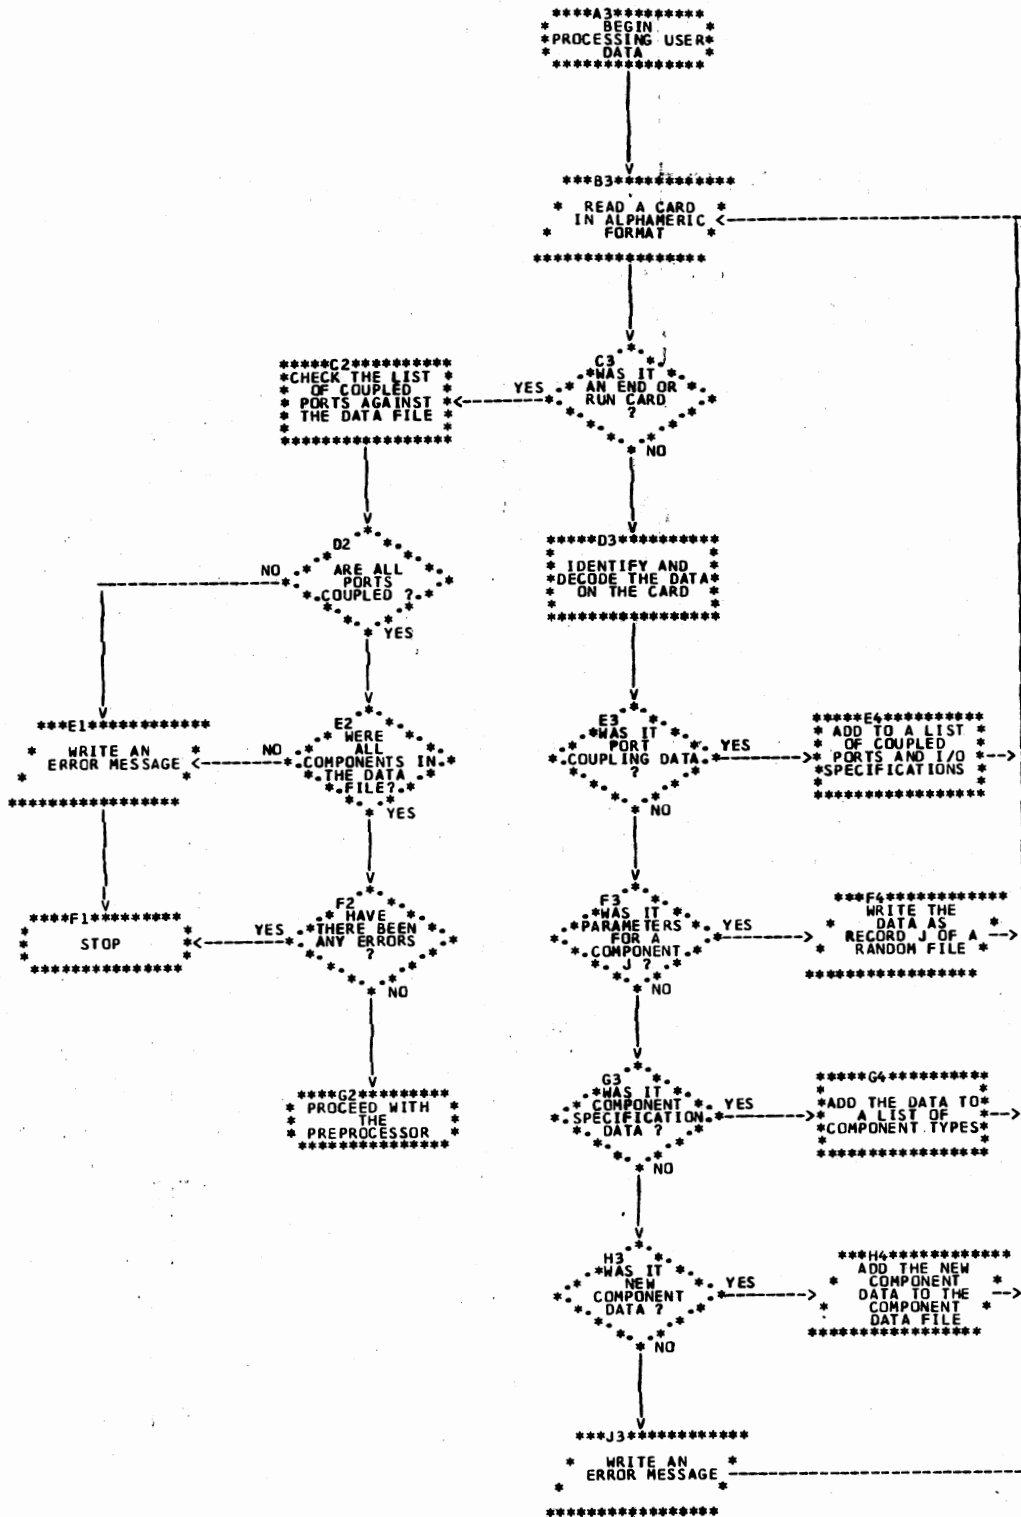 A3
BEGIN
PROCESSING USER
DATA
B3
READ A CARD
IN ALPHAMERIC
FORMAT
C3
WAS IT
AN END OR
RUN CARD
?
YES
NO
C2
CHECK THE LIST
OF COUPLED
PORTS AGAINST
THE DATA FILE
D2
ARE ALL
PORTS
COUPLED ?
NO
YES
D3
IDENTIFY AND
DECODE THE DATA
ON THE CARD
E1
WRITE AN
ERROR MESSAGE
E2
WERE
ALL
COMPONENTS IN
THE DATA
FILE?
NO
YES
E3
WAS IT
PORT
COUPLING DATA
?
YES
NO
E4
ADD TO A LIST
OF COUPLED
PORTS AND I/O
SPECIFICATIONS
F1
STOP
F2
HAVE
THERE BEEN
ANY ERRORS
?
YES
NO
F3
WAS IT
PARAMETERS
FOR A
COMPONENT
J ?
YES
NO
F4
WRITE THE
DATA AS
RECORD J OF A
RANDOM FILE
G2
PROCEED WITH
THE
PREPROCESSOR
G3
WAS IT
COMPONENT
SPECIFICATION
DATA ?
YES
NO
G4
ADD THE DATA TO
A LIST OF
COMPONENT TYPES
H3
WAS IT
NEW
COMPONENT
DATA ?
YES
NO
H4
ADD THE NEW
COMPONENT
DATA TO THE
COMPONENT
DATA FILE
J3
WRITE AN
ERROR MESSAGE